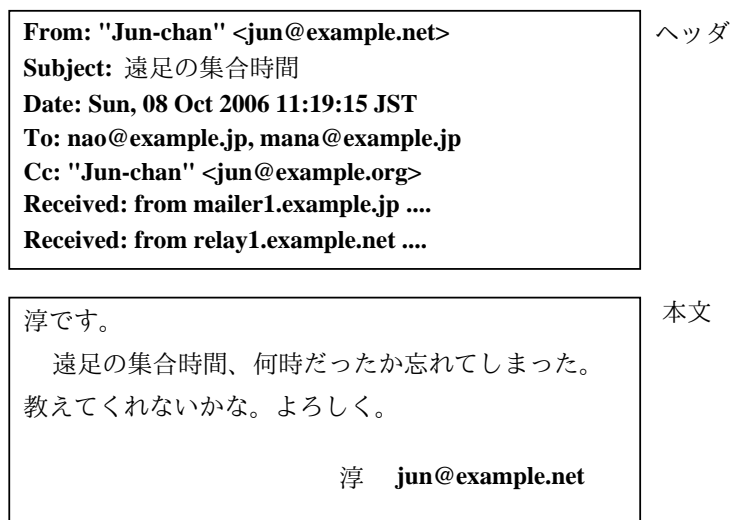 From: "Jun-chan" <jun@example.net>
ヘッダ
Subject: 遠足の集合時間
Date: Sun, 08 Oct 2006 11:19:15 JST
To: nao@example.jp, mana@example.jp
Cc: "Jun-chan" <jun@example.org>
Received: from mailer1.example.jp ....
Received: from relay1.example.net ....
本文
淳です。
遠足の集合時間、何時だったか忘れてしまった。
教えてくれないかな。よろしく。
淳 jun@example.net